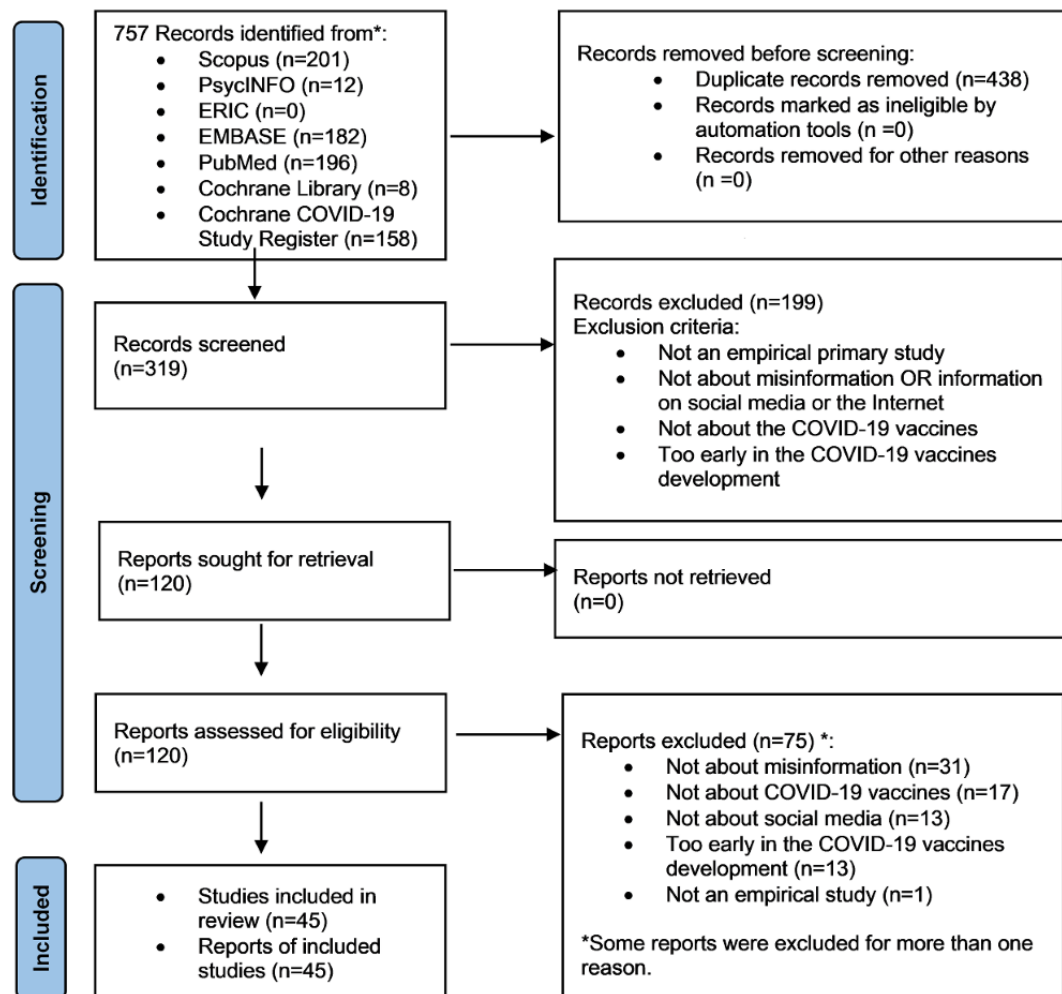 Identification
757 Records identified from*:
• Scopus (n=201)
• PsycINFO (n=12)
• ERIC (n=0)
• EMBASE (n=182)
• PubMed (n=196)
• Cochrane Library (n=8)
• Cochrane COVID-19
Study Register (n=158)
Records removed before screening:
• Duplicate records removed (n=438)
• Records marked as ineligible by
automation tools (n =0)
• Records removed for other reasons
(n =0)
Screening
Records screened
(n=319)
Records excluded (n=199)
Exclusion criteria:
• Not an empirical primary study
• Not about misinformation OR information
on social media or the Internet
• Not about the COVID-19 vaccines
• Too early in the COVID-19 vaccines
development
Reports sought for retrieval
(n=120)
Reports not retrieved
(n=0)
Reports assessed for eligibility
(n=120)
Reports excluded (n=75) *:
• Not about misinformation (n=31)
• Not about COVID-19 vaccines (n=17)
• Not about social media (n=13)
• Too early in the COVID-19 vaccines
development (n=13)
• Not an empirical study (n=1)
*Some reports were excluded for more than one
reason.
Included
• Studies included in
review (n=45)
• Reports of included
studies (n=45)